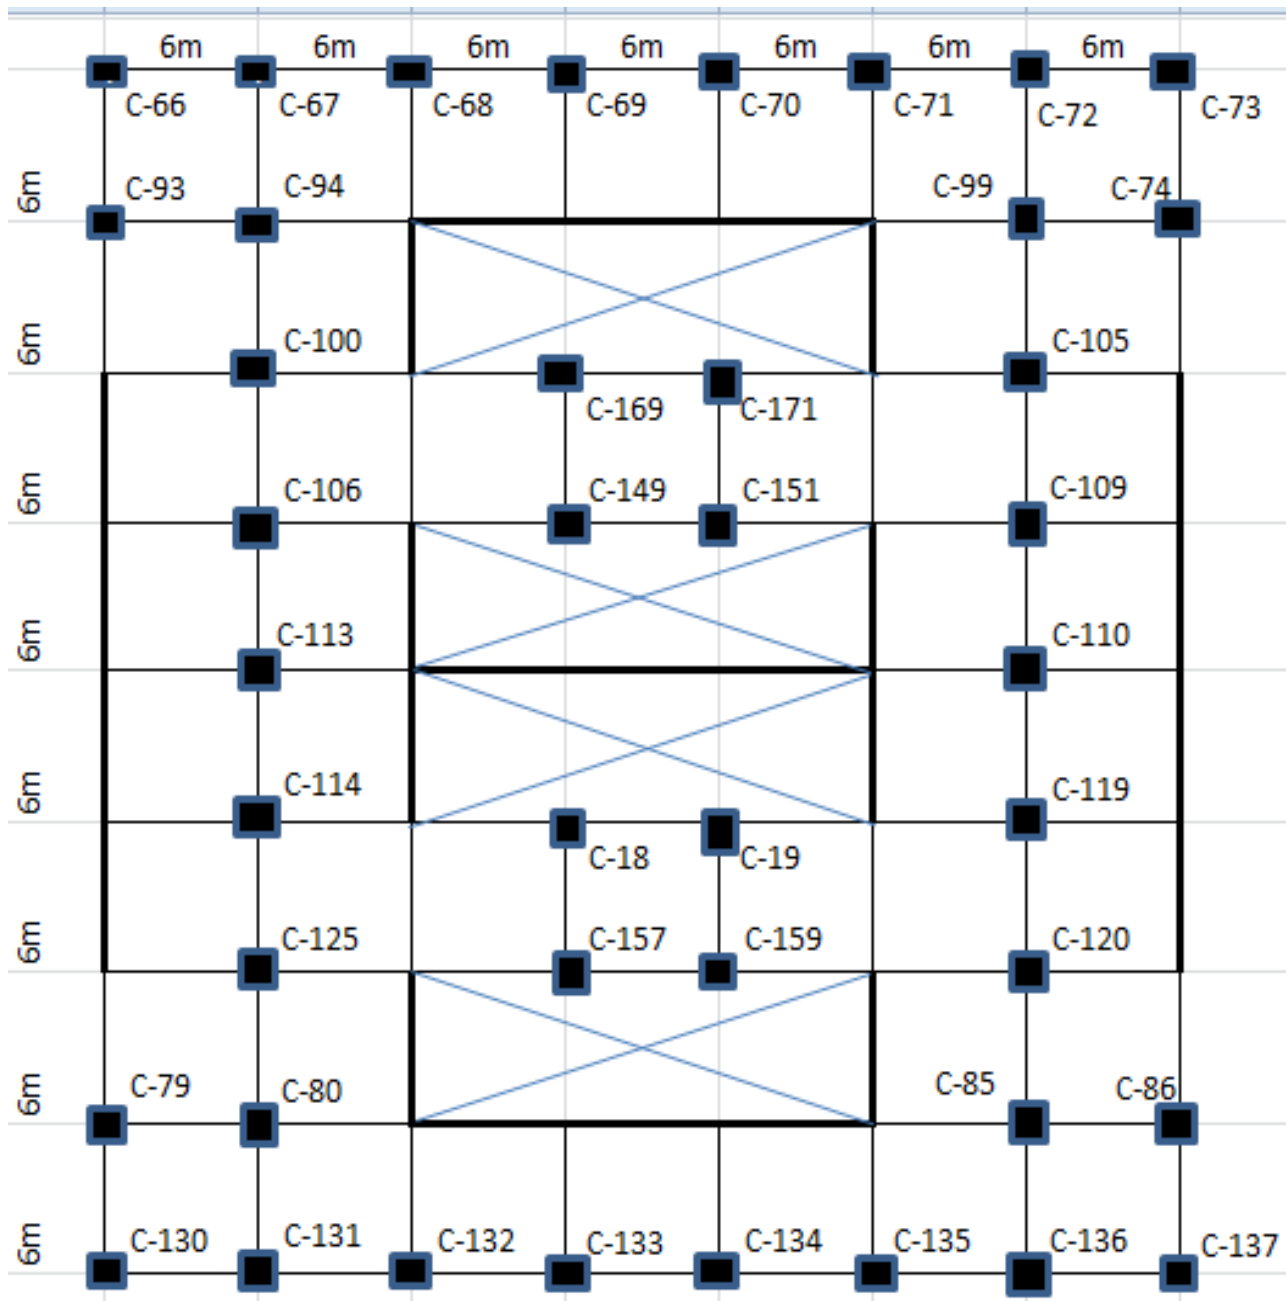 6m 6m 6m 6m 6m 6m 6m
C-66 C-67 C-68 C-69 C-70 C-71 C-72 C-73
6m
C-93 C-94 C-99 C-74
6m
C-100 C-105
C-169 C-171
6m
C-106 C-149 C-151 C-109
6m
C-113 C-110
6m
C-114 C-119
C-18 C-19
6m
C-125 C-157 C-159 C-120
6m
C-79 C-80 C-85 C-86
6m
C-130 C-131 C-132 C-133 C-134 C-135 C-136 C-137